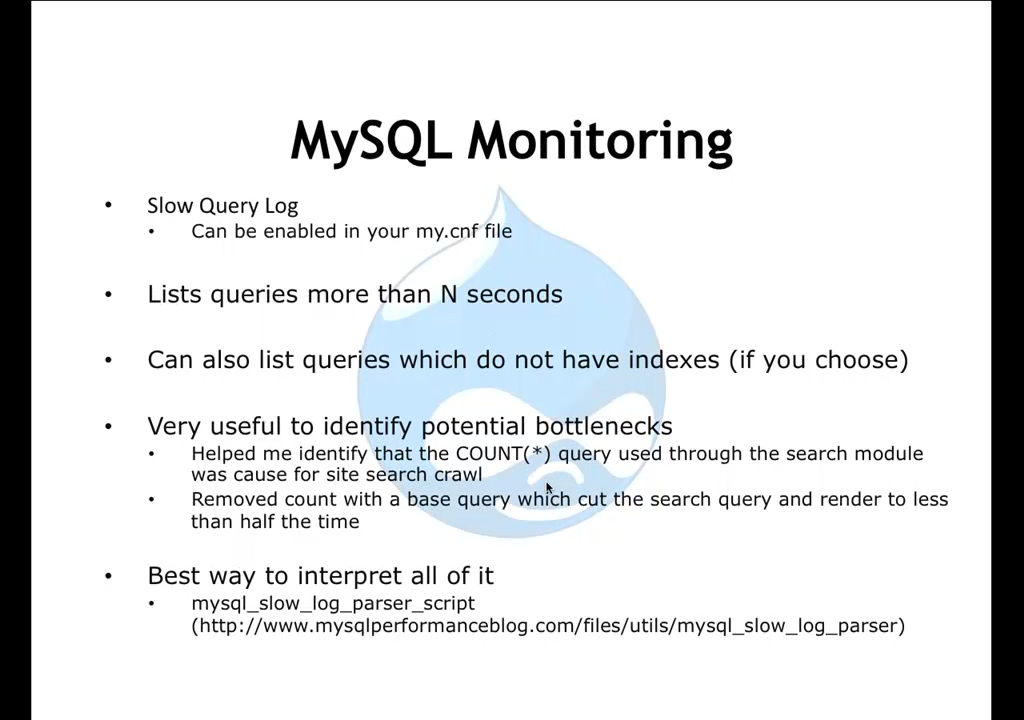 MySQL Monitoring
• Slow Query Log
• Can be enabled in your my.cnf file
• Lists queries more than N seconds
• Can also list queries which do not have indexes (if you choose)
• Very useful to identify potential bottlenecks
• Helped me identify that the COUNT(*) query used through the search module
was cause for site search crawl
• Removed count with a base query which cut the search query and render to less
than half the time
• Best way to interpret all of it
• mysql_slow_log_parser_script
(http://www.mysqlperformanceblog.com/files/utils/mysql_slow_log_parser)